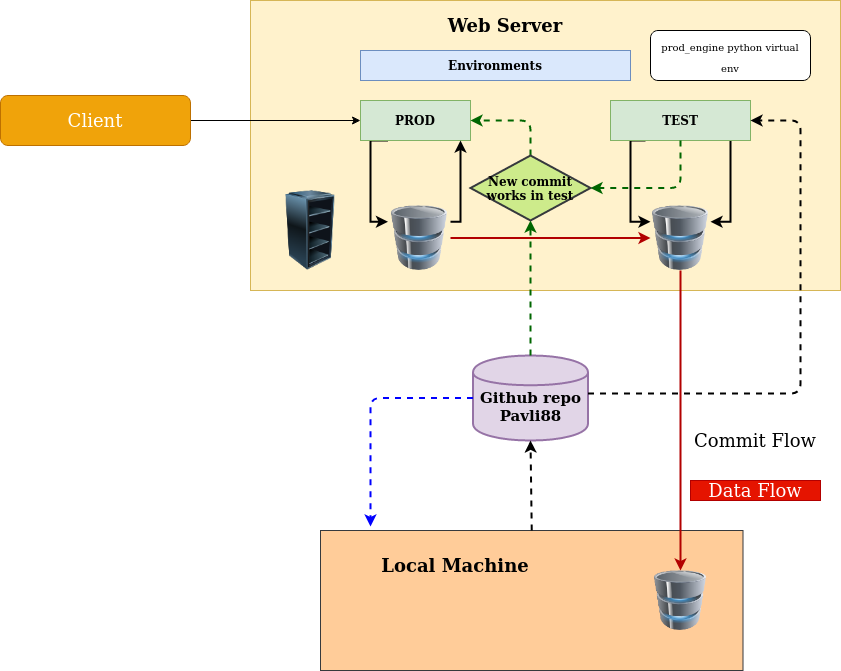 Web Server
Environments
prod_engine python virtual
env
Client
PROD
TEST
New commit
works in test
Github repo
Pavli88
Commit Flow
Data Flow
Local Machine